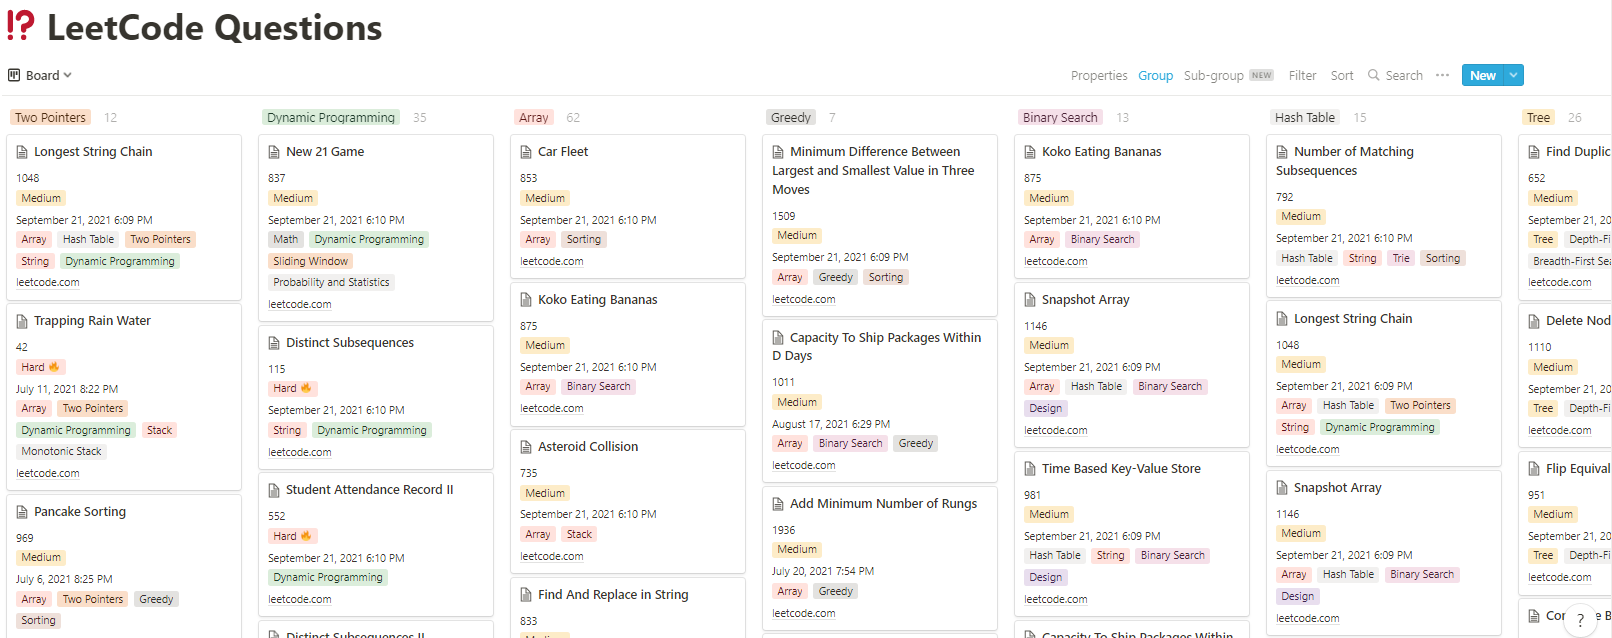 ⁉ LeetCode Questions
Board
Properties Group Sub-group NEW Filter Sort Search ••• New
Two Pointers 12
Longest String Chain
1048
Medium
September 21, 2021 6:09 PM
Array Hash Table Two Pointers
String Dynamic Programming
leetcode.com
Trapping Rain Water
42
Hard 🔥
July 11, 2021 8:22 PM
Array Two Pointers
Dynamic Programming Stack
Monotonic Stack
leetcode.com
Pancake Sorting
969
Medium
July 6, 2021 8:25 PM
Array Two Pointers Greedy
Sorting
Dynamic Programming 35
New 21 Game
837
Medium
September 21, 2021 6:10 PM
Math Dynamic Programming
Sliding Window
Probability and Statistics
leetcode.com
Distinct Subsequences
115
Hard 🔥
September 21, 2021 6:10 PM
String Dynamic Programming
leetcode.com
Student Attendance Record II
552
Hard 🔥
September 21, 2021 6:10 PM
Dynamic Programming
leetcode.com
Distinct Subsequences II
Array 62
Car Fleet
853
Medium
September 21, 2021 6:10 PM
Array Sorting
leetcode.com
Koko Eating Bananas
875
Medium
September 21, 2021 6:10 PM
Array Binary Search
leetcode.com
Asteroid Collision
735
Medium
September 21, 2021 6:10 PM
Array Stack
leetcode.com
Find And Replace in String
833
Medium
Greedy 7
Minimum Difference Between
Largest and Smallest Value in Three
Moves
1509
Medium
September 21, 2021 6:09 PM
Array Greedy Sorting
leetcode.com
Capacity To Ship Packages Within
D Days
1011
Medium
August 17, 2021 6:29 PM
Array Binary Search Greedy
leetcode.com
Add Minimum Number of Rungs
1936
Medium
July 20, 2021 7:54 PM
Array Greedy
leetcode.com
Binary Search 13
Koko Eating Bananas
875
Medium
September 21, 2021 6:10 PM
Array Binary Search
leetcode.com
Snapshot Array
1146
Medium
September 21, 2021 6:09 PM
Array Hash Table Binary Search
Design
leetcode.com
Time Based Key-Value Store
981
Medium
September 21, 2021 6:09 PM
Hash Table String Binary Search
Design
leetcode.com
Capacity To Ship Packages Within
Hash Table 15
Number of Matching
Subsequences
792
Medium
September 21, 2021 6:10 PM
Hash Table String Trie Sorting
leetcode.com
Longest String Chain
1048
Medium
September 21, 2021 6:09 PM
Array Hash Table Two Pointers
String Dynamic Programming
leetcode.com
Snapshot Array
1146
Medium
September 21, 2021 6:09 PM
Array Hash Table Binary Search
Design
leetcode.com
Tree 26
Find Duplic
652
Medium
September 21, 20
Tree Depth-Fi
Breadth-First Sea
leetcode.com
Delete Nod
1110
Medium
September 21, 20
Tree Depth-Fi
leetcode.com
Flip Equival
951
Medium
September 21, 20
Tree Depth-Fi
leetcode.com
?